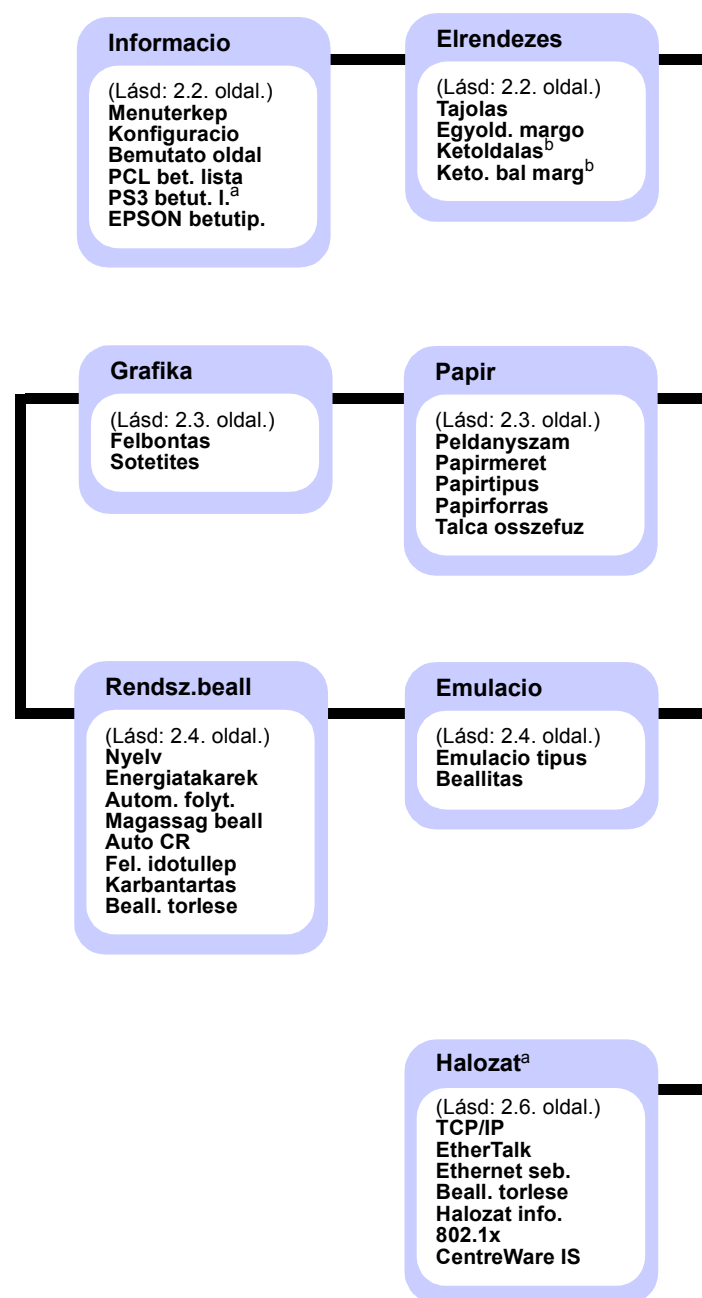 Informacio
(Lásd: 2.2. oldal.)
Menuterkep
Konfiguracio
Bemutato oldal
PCL bet. lista
PS3 betut. l.a
EPSON betutip.
Elrendezes
(Lásd: 2.2. oldal.)
Tajolas
Egyold. margo
Ketoldalasb
Keto. bal margb
Grafika
(Lásd: 2.3. oldal.)
Felbontas
Sotetites
Papir
(Lásd: 2.3. oldal.)
Peldanyszam
Papirmeret
Papirtipus
Papirforras
Talca osszefuz
Rendsz.beall
(Lásd: 2.4. oldal.)
Nyelv
Energiatakarek
Autom. folyt.
Magassag beall
Auto CR
Fel. idotullep
Karbantartas
Beall. torlese
Emulacio
(Lásd: 2.4. oldal.)
Emulacio tipus
Beallitas
Halozata
(Lásd: 2.6. oldal.)
TCP/IP
EtherTalk
Ethernet seb.
Beall. torlese
Halozat info.
802.1x
CentreWare IS